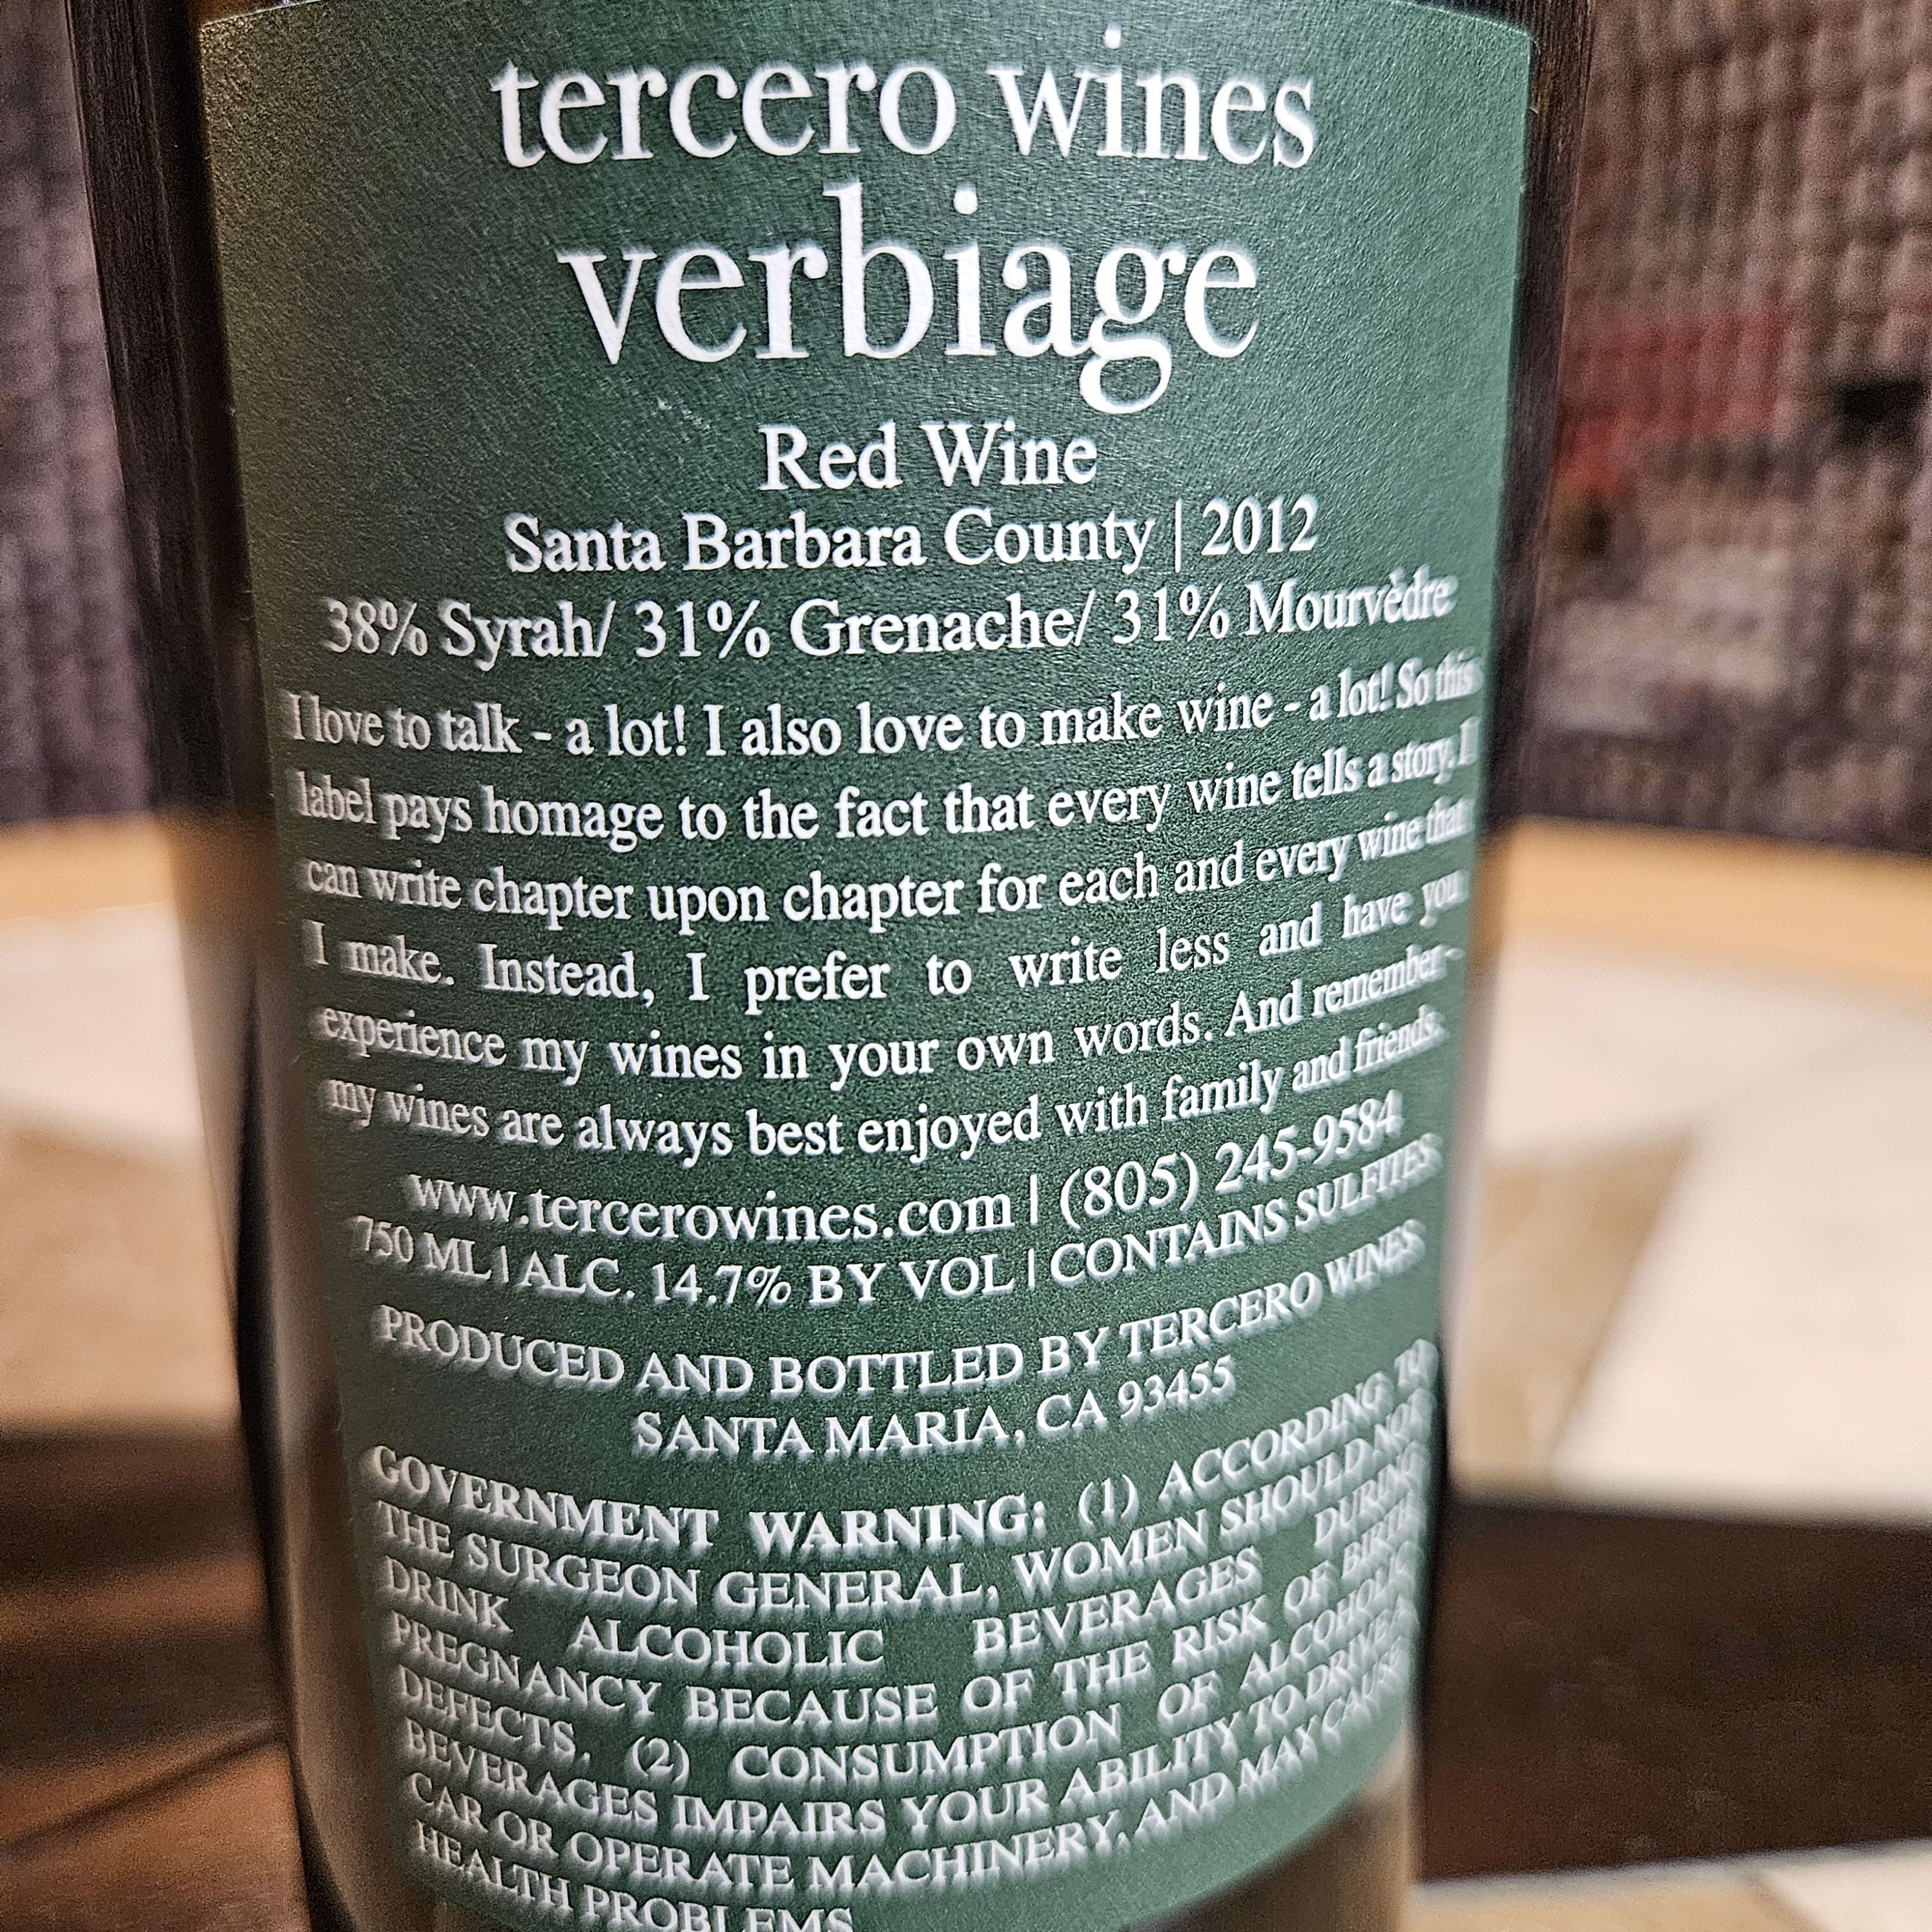 tercero wines
verbiage
Red Wine
Santa Barbara County | 2012
38% Syrah/ 31% Grenache/ 31% Mourvèdre
I love to talk - a lot! I also love to make wine - a lot! So this
label pays homage to the fact that every wine tells a story. I
can write chapter upon chapter for each and every wine that
I make. Instead, I prefer to write less and have you
experience my wines in your own words. And remember -
my wines are always best enjoyed with family and friends.
www.tercerowines.com | (805) 245-9584
750 ML | ALC. 14.7% BY VOL | CONTAINS SULFITES
PRODUCED AND BOTTLED BY TERCERO WINES
SANTA MARIA, CA 93455
GOVERNMENT WARNING: (1) ACCORDING TO
THE SURGEON GENERAL, WOMEN SHOULD NOT
DRINK ALCOHOLIC BEVERAGES DURING
PREGNANCY BECAUSE OF THE RISK OF BIRTH
DEFECTS. (2) CONSUMPTION OF ALCOHOLIC
BEVERAGES IMPAIRS YOUR ABILITY TO DRIVE A
CAR OR OPERATE MACHINERY, AND MAY CAUSE
HEALTH PROBLEMS